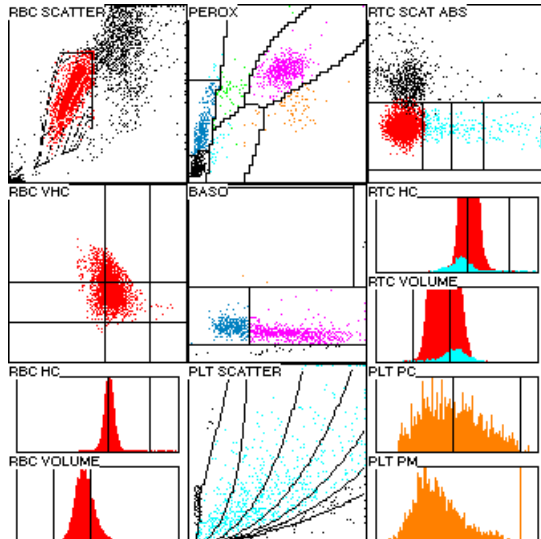 RBC SCATTER
PEROX
RTC SCAT ABS
RBC VHC
BASO
RTC HC
RTC VOLUME
RBC HC
PLT SCATTER
PLT PC
RBC VOLUME
PLT PM